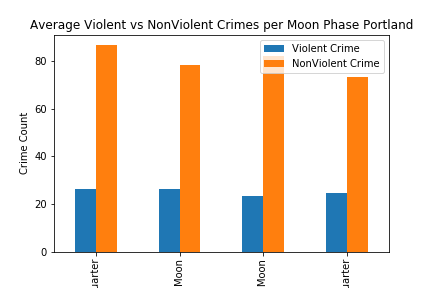 Average Violent vs NonViolent Crimes per Moon Phase Portland
Violent Crime
NonViolent Crime
Crime Count
80
60
40
20
0
uarter
Moon
Moon
uarter